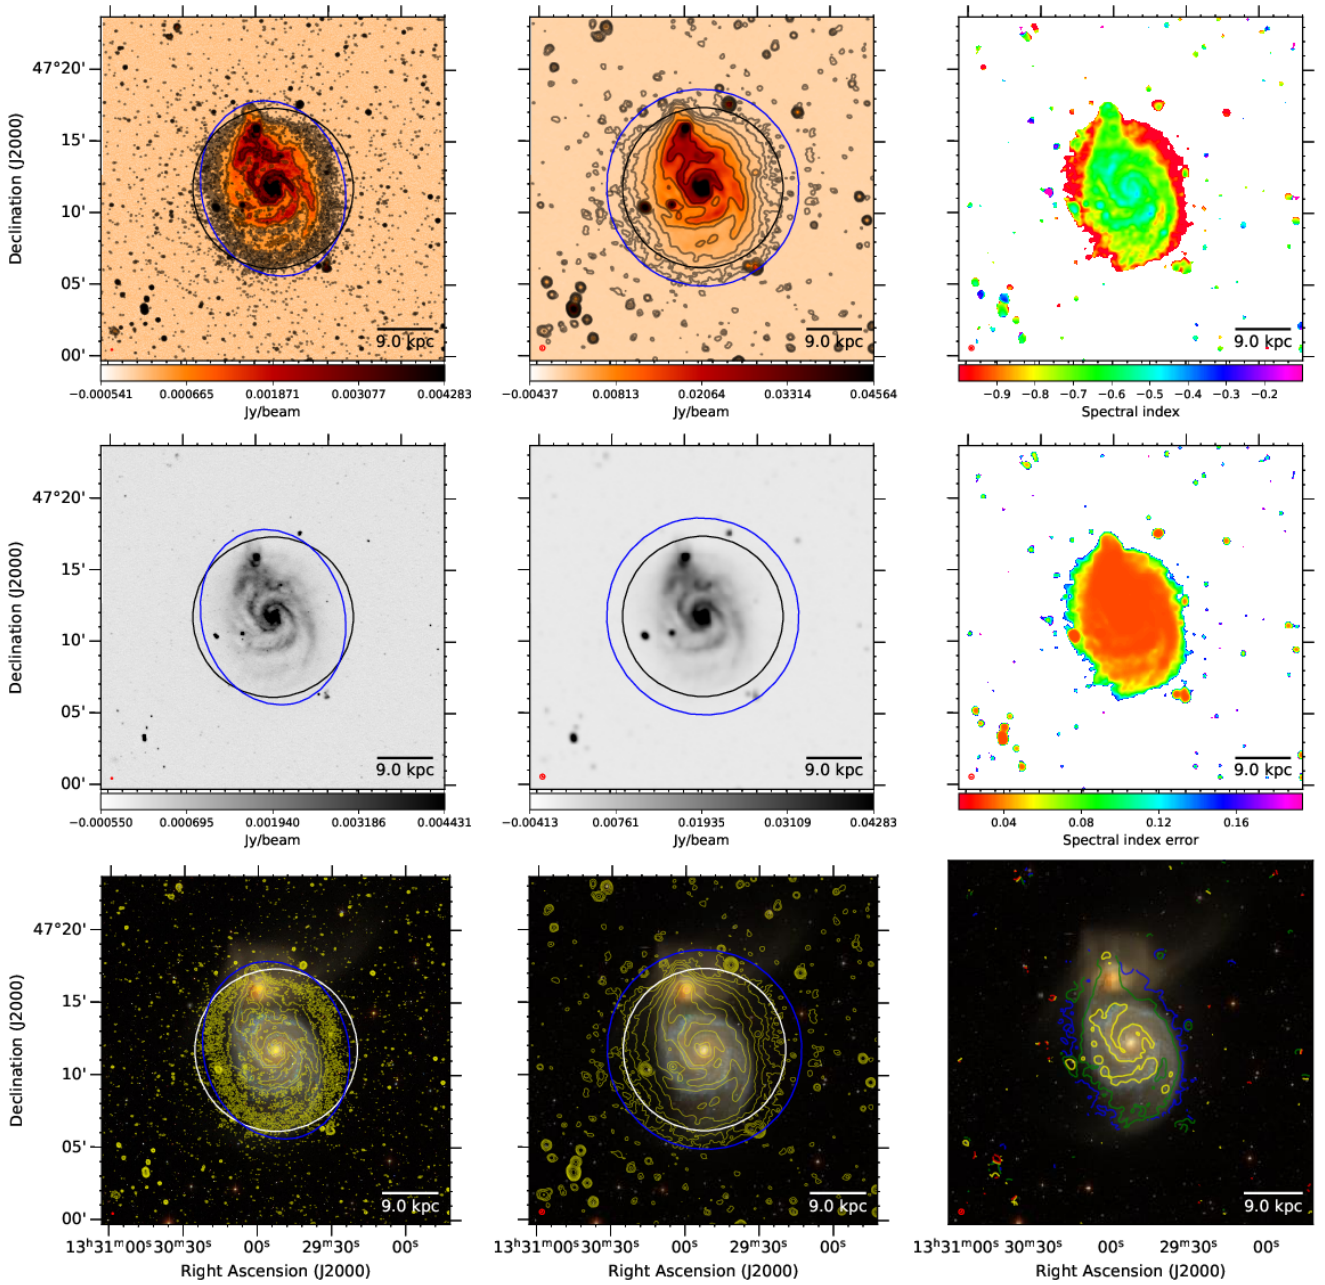 47°20'
15'
10'
05'
00'
Declination (J2000)
9.0 kpc
−0.000541 0.000665 0.001871 0.003077 0.004283
Jy/beam
9.0 kpc
−0.00437 0.00813 0.02064 0.03314 0.04564
Jy/beam
9.0 kpc
−0.9 −0.8 −0.7 −0.6 −0.5 −0.4 −0.3 −0.2
Spectral index
47°20'
15'
10'
05'
00'
Declination (J2000)
9.0 kpc
−0.000550 0.000695 0.001940 0.003186 0.004431
Jy/beam
9.0 kpc
−0.00413 0.00761 0.01935 0.03109 0.04283
Jy/beam
9.0 kpc
0.04 0.08 0.12 0.16
Spectral index error
47°20'
15'
10'
05'
00'
Declination (J2000)
9.0 kpc
13ʰ31ᵐ00ˢ 30ᵐ30ˢ 00ˢ 29ᵐ30ˢ 00ˢ
Right Ascension (J2000)
9.0 kpc
13ʰ31ᵐ00ˢ 30ᵐ30ˢ 00ˢ 29ᵐ30ˢ 00ˢ
Right Ascension (J2000)
9.0 kpc
13ʰ31ᵐ00ˢ 30ᵐ30ˢ 00ˢ 29ᵐ30ˢ 00ˢ
Right Ascension (J2000)